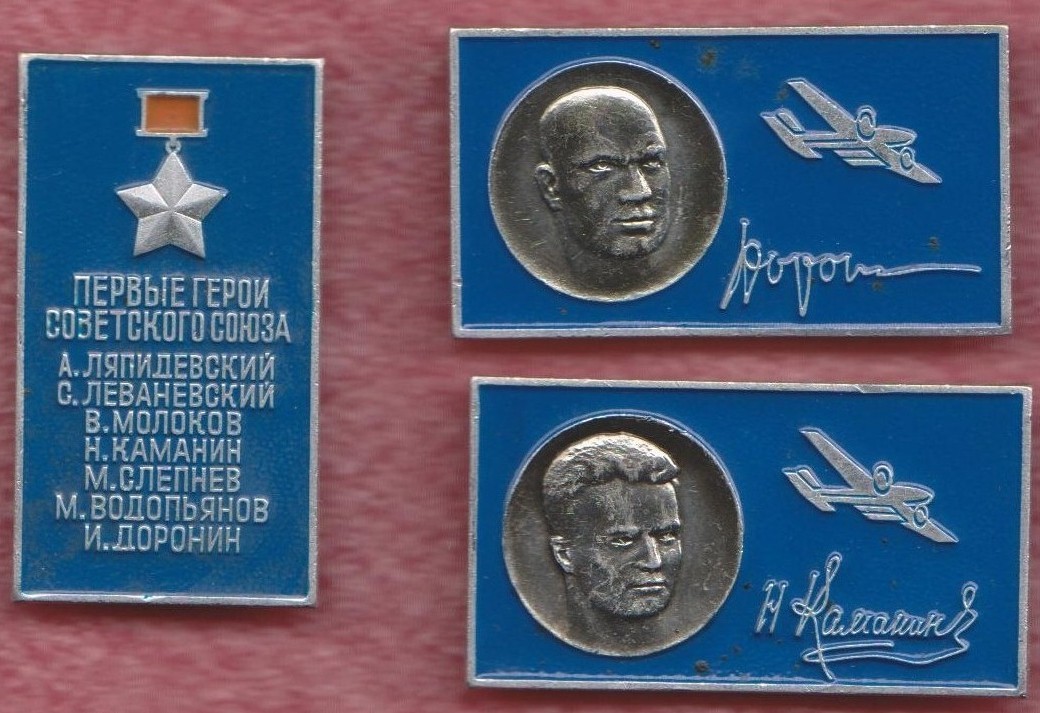 ПЕРВЫЕ ГЕРОИ
СОВЕТСКОГО СОЮЗА
А. ЛЯПИДЕВСКИЙ
С. ЛЕВАНЕВСКИЙ
В. МОЛОКОВ
Н. КАМАНИН
М. СЛЕПНЕВ
М. ВОДОПЬЯНОВ
И. ДОРОНИН
Н Каманин